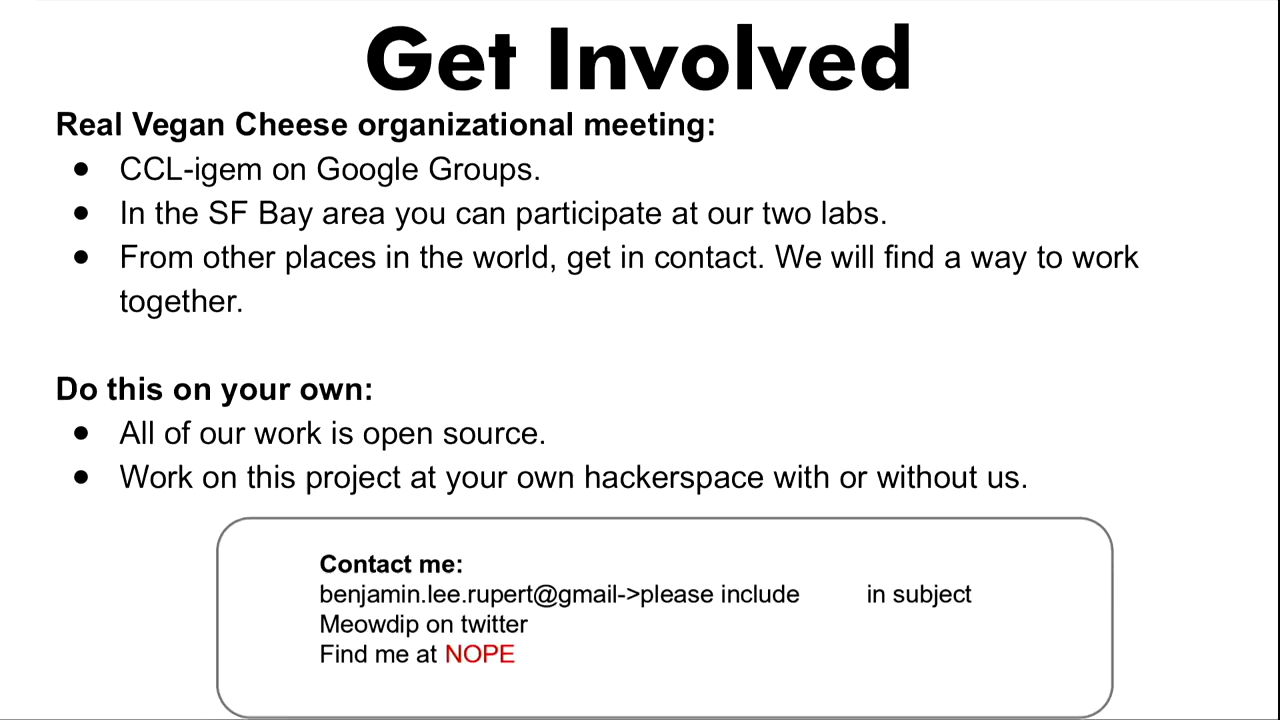 Get Involved
Real Vegan Cheese organizational meeting:
● CCL-igem on Google Groups.
● In the SF Bay area you can participate at our two labs.
● From other places in the world, get in contact. We will find a way to work
together.
Do this on your own:
● All of our work is open source.
● Work on this project at your own hackerspace with or without us.
Contact me:
benjamin.lee.rupert@gmail->please include in subject
Meowdip on twitter
Find me at NOPE